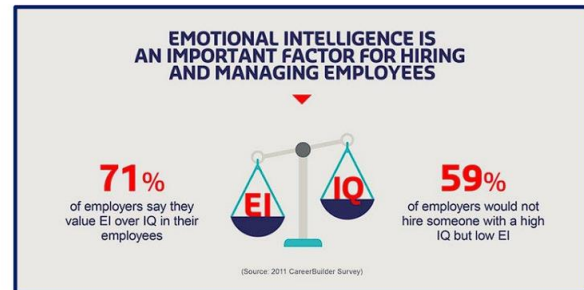 EMOTIONAL INTELLIGENCE IS
AN IMPORTANT FACTOR FOR HIRING
AND MANAGING EMPLOYEES
71%
of employers say they
value EI over IQ in their
employees
EI
IQ
59%
of employers would not
hire someone with a high
IQ but low EI
(Source: 2011 CareerBuilder Survey)